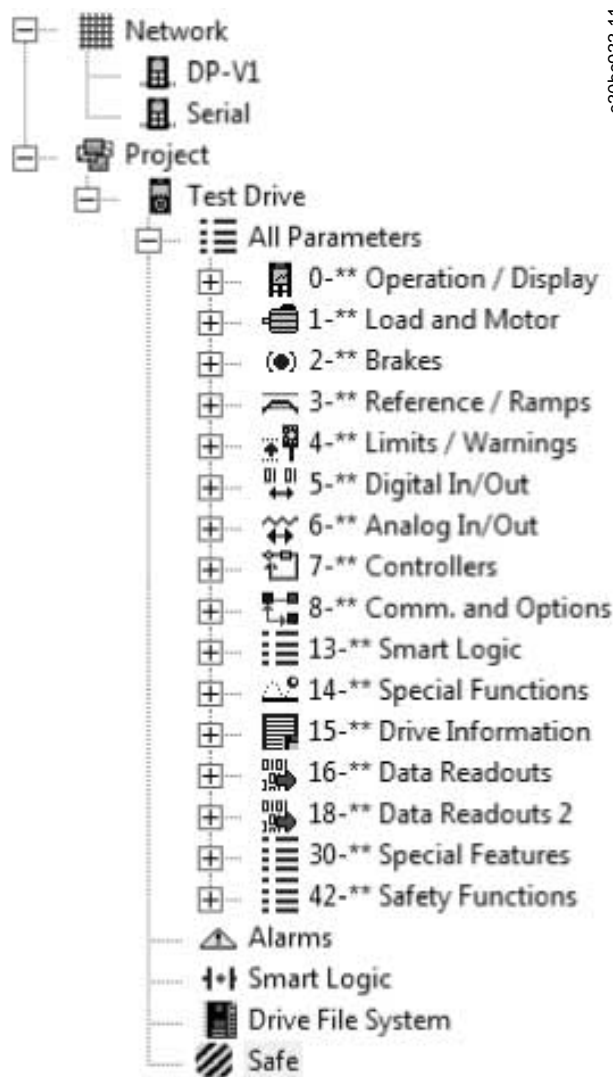 Network
DP-V1
Serial
Project
Test Drive
All Parameters
0-** Operation / Display
1-** Load and Motor
2-** Brakes
3-** Reference / Ramps
4-** Limits / Warnings
5-** Digital In/Out
6-** Analog In/Out
7-** Controllers
8-** Comm. and Options
13-** Smart Logic
14-** Special Functions
15-** Drive Information
16-** Data Readouts
18-** Data Readouts 2
30-** Special Features
42-** Safety Functions
Alarms
Smart Logic
Drive File System
Safe